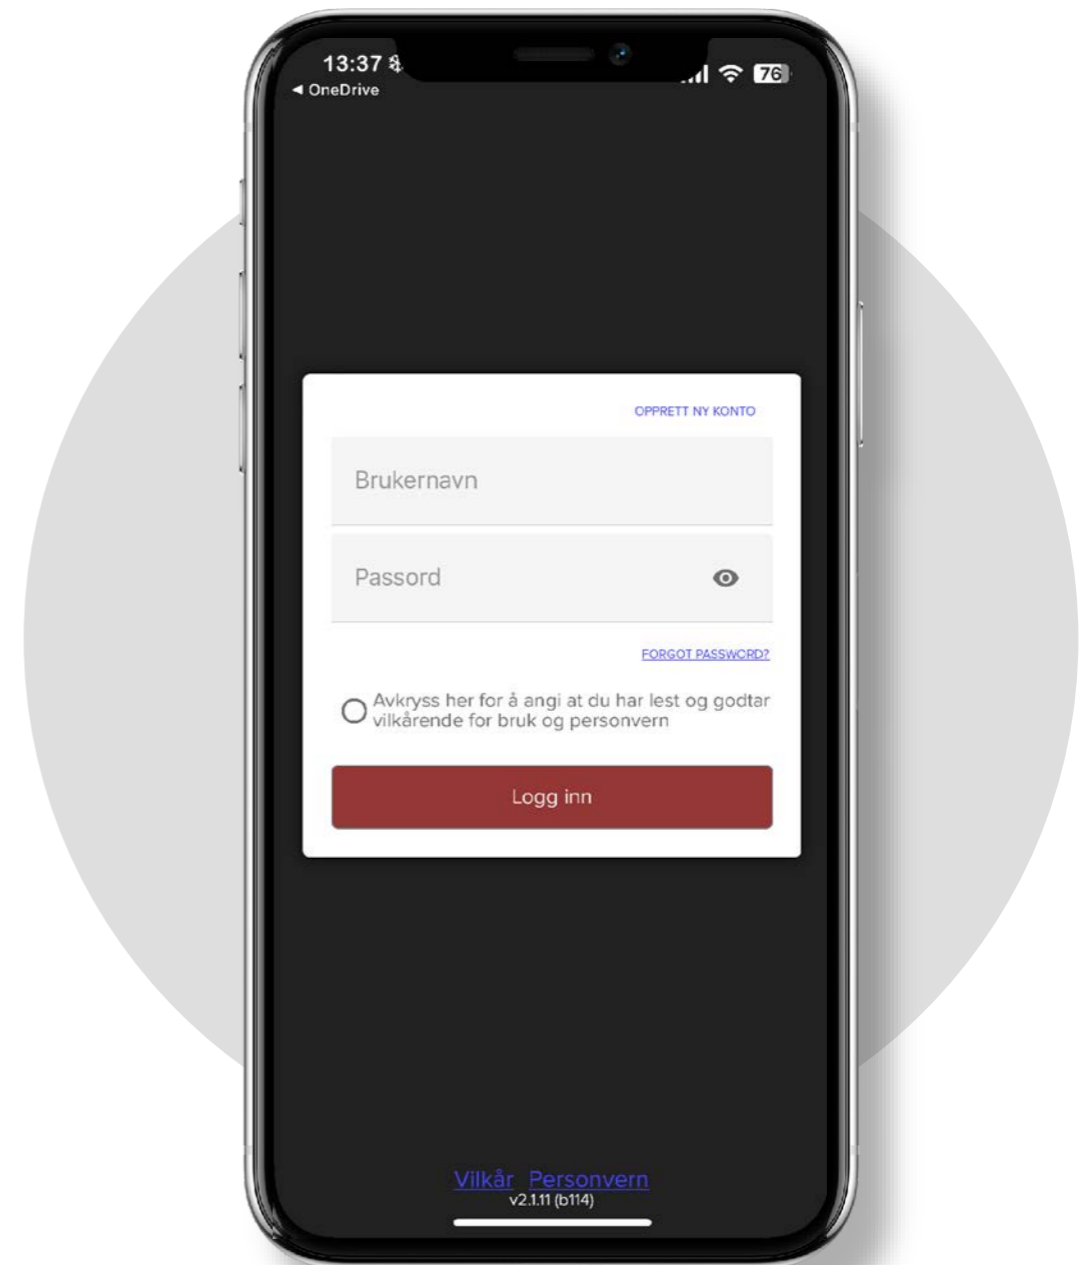 13:37
◀ OneDrive
76
OPPRETT NY KONTO
Brukernavn
Passord
FORGOT PASSWORD?
Avkryss her for å angi at du har lest og godtar
vilkårende for bruk og personvern
Logg inn
Vilkår Personvern
v2.1.11 (b114)